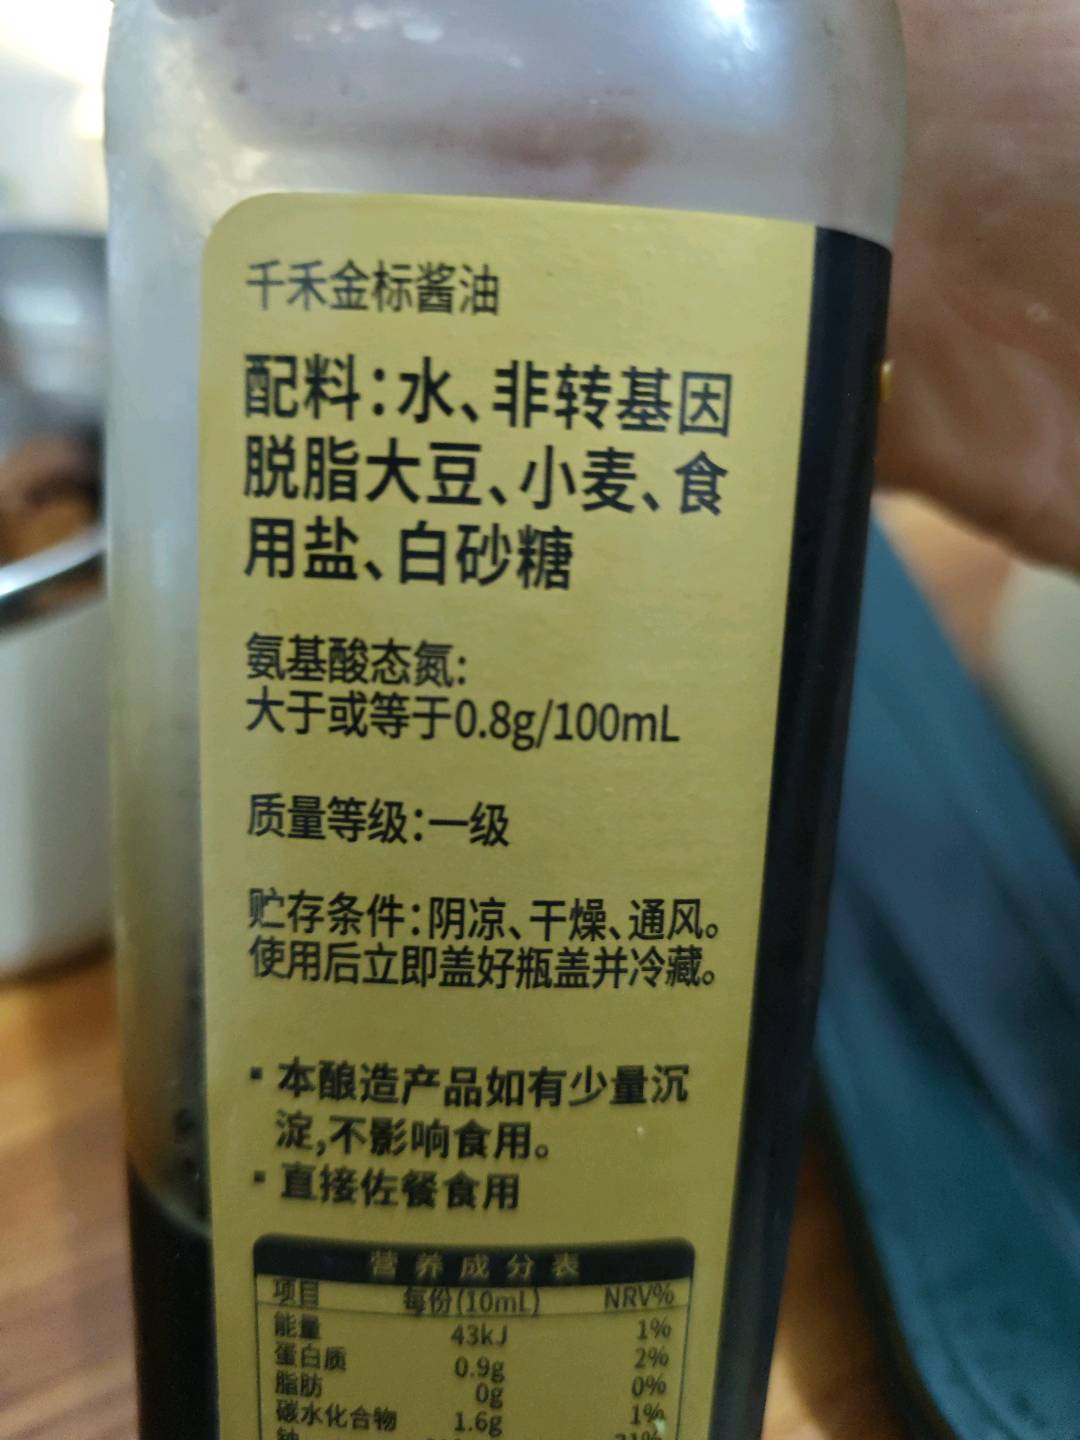 千禾金标酱油
配料：水、非转基因
脱脂大豆、小麦、食
用盐、白砂糖
氨基酸态氮：
大于或等于0.8g/100mL
质量等级：一级
贮存条件：阴凉、干燥、通风。
使用后立即盖好瓶盖并冷藏。
▪ 本酿造产品如有少量沉
淀,不影响食用。
▪ 直接佐餐食用
营养成分表
项目 每份(10mL) NRV%
能量 43kJ 1%
蛋白质 0.9g 2%
脂肪 0g 0%
碳水化合物 1.6g 1%
钠